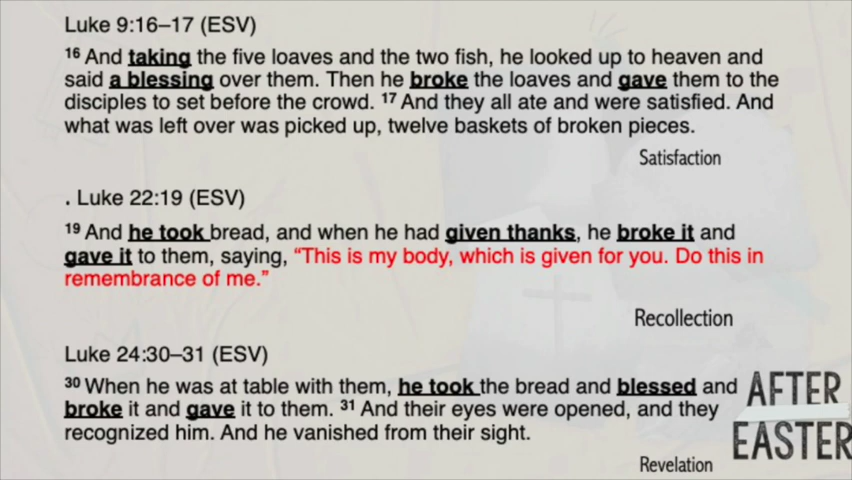 Luke 9:16–17 (ESV)
16 And taking the five loaves and the two fish, he looked up to heaven and
said a blessing over them. Then he broke the loaves and gave them to the
disciples to set before the crowd. 17 And they all ate and were satisfied. And
what was left over was picked up, twelve baskets of broken pieces.
Satisfaction
. Luke 22:19 (ESV)
19 And he took bread, and when he had given thanks, he broke it and
gave it to them, saying, “This is my body, which is given for you. Do this in
remembrance of me.”
Recollection
Luke 24:30–31 (ESV)
30 When he was at table with them, he took the bread and blessed and
broke it and gave it to them. 31 And their eyes were opened, and they
recognized him. And he vanished from their sight.
Revelation
AFTER
EASTER